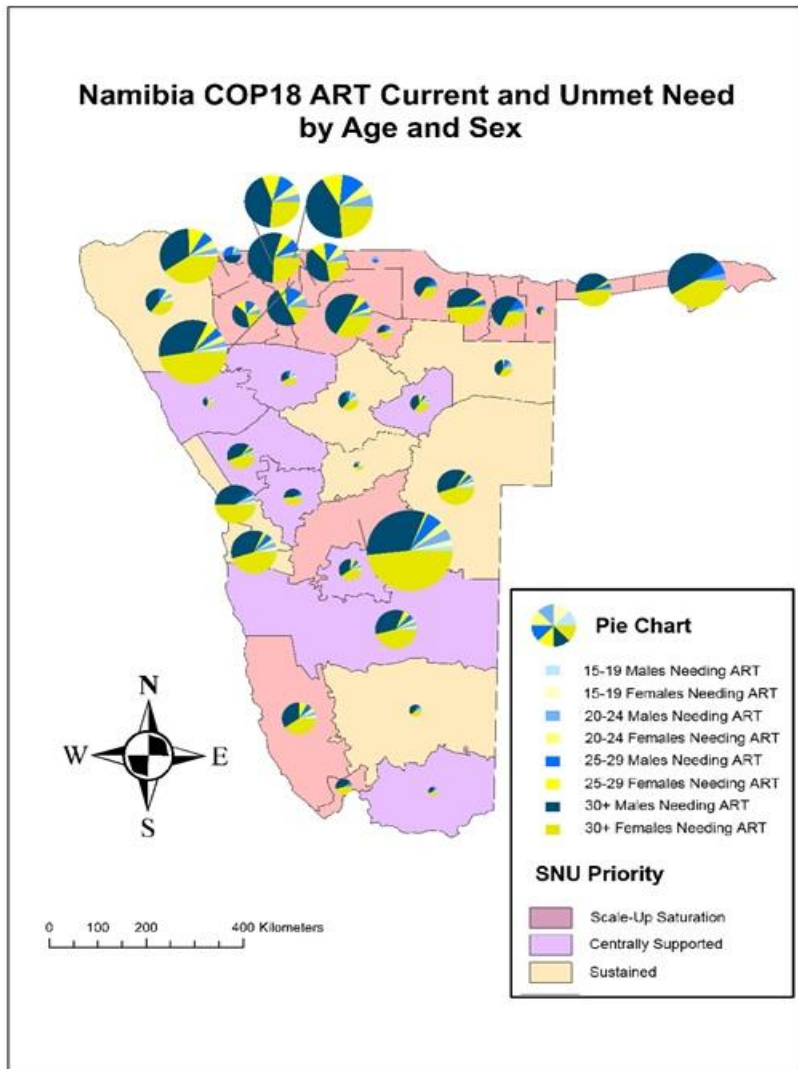 Namibia COP18 ART Current and Unmet Need
by Age and Sex
N
W
E
S
0 100 200 400 Kilometers
Pie Chart
15-19 Males Needing ART
15-19 Females Needing ART
20-24 Males Needing ART
20-24 Females Needing ART
25-29 Males Needing ART
25-29 Females Needing ART
30+ Males Needing ART
30+ Females Needing ART
SNU Priority
Scale-Up Saturation
Centrally Supported
Sustained